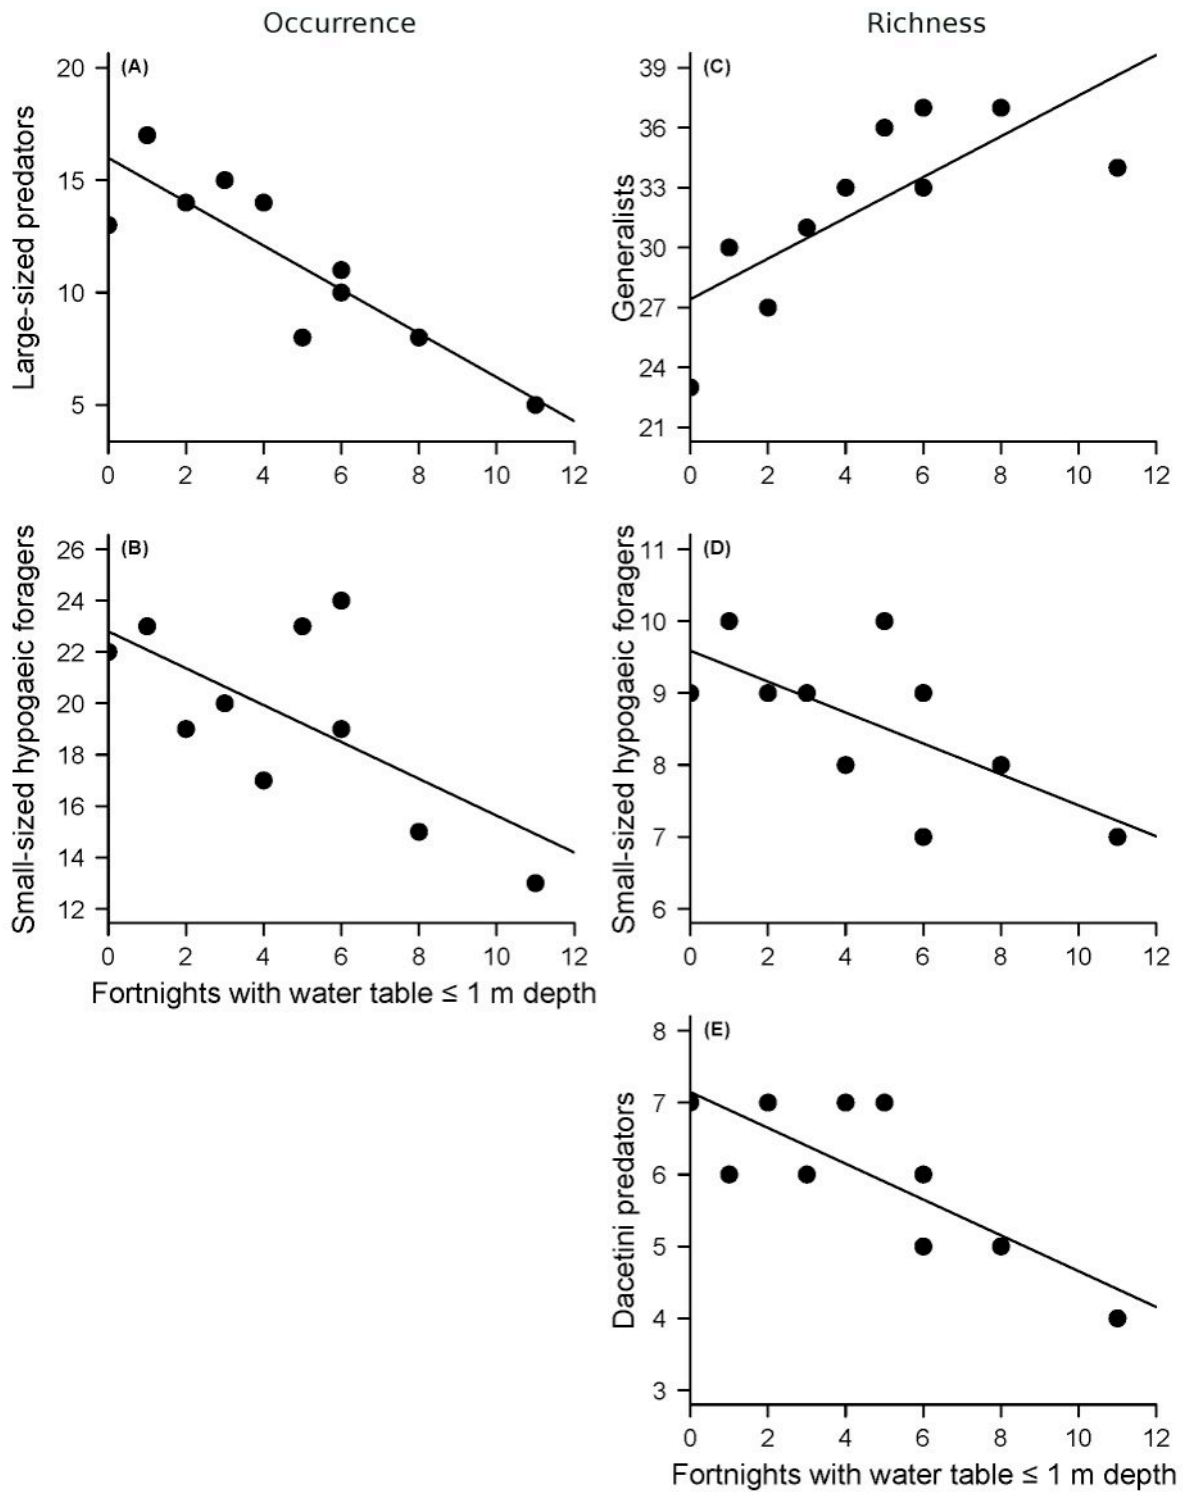 Occurrence
Richness
(A)
Large-sized predators
20
15
10
5
0 2 4 6 8 10 12
(C)
Generalists
39
36
33
30
27
24
21
0 2 4 6 8 10 12
(B)
Small-sized hypogaeic foragers
26
24
22
20
18
16
14
12
0 2 4 6 8 10 12
Fortnights with water table ≤ 1 m depth
(D)
Small-sized hypogaeic foragers
11
10
9
8
7
6
0 2 4 6 8 10 12
(E)
Dacetini predators
8
7
6
5
4
3
0 2 4 6 8 10 12
Fortnights with water table ≤ 1 m depth